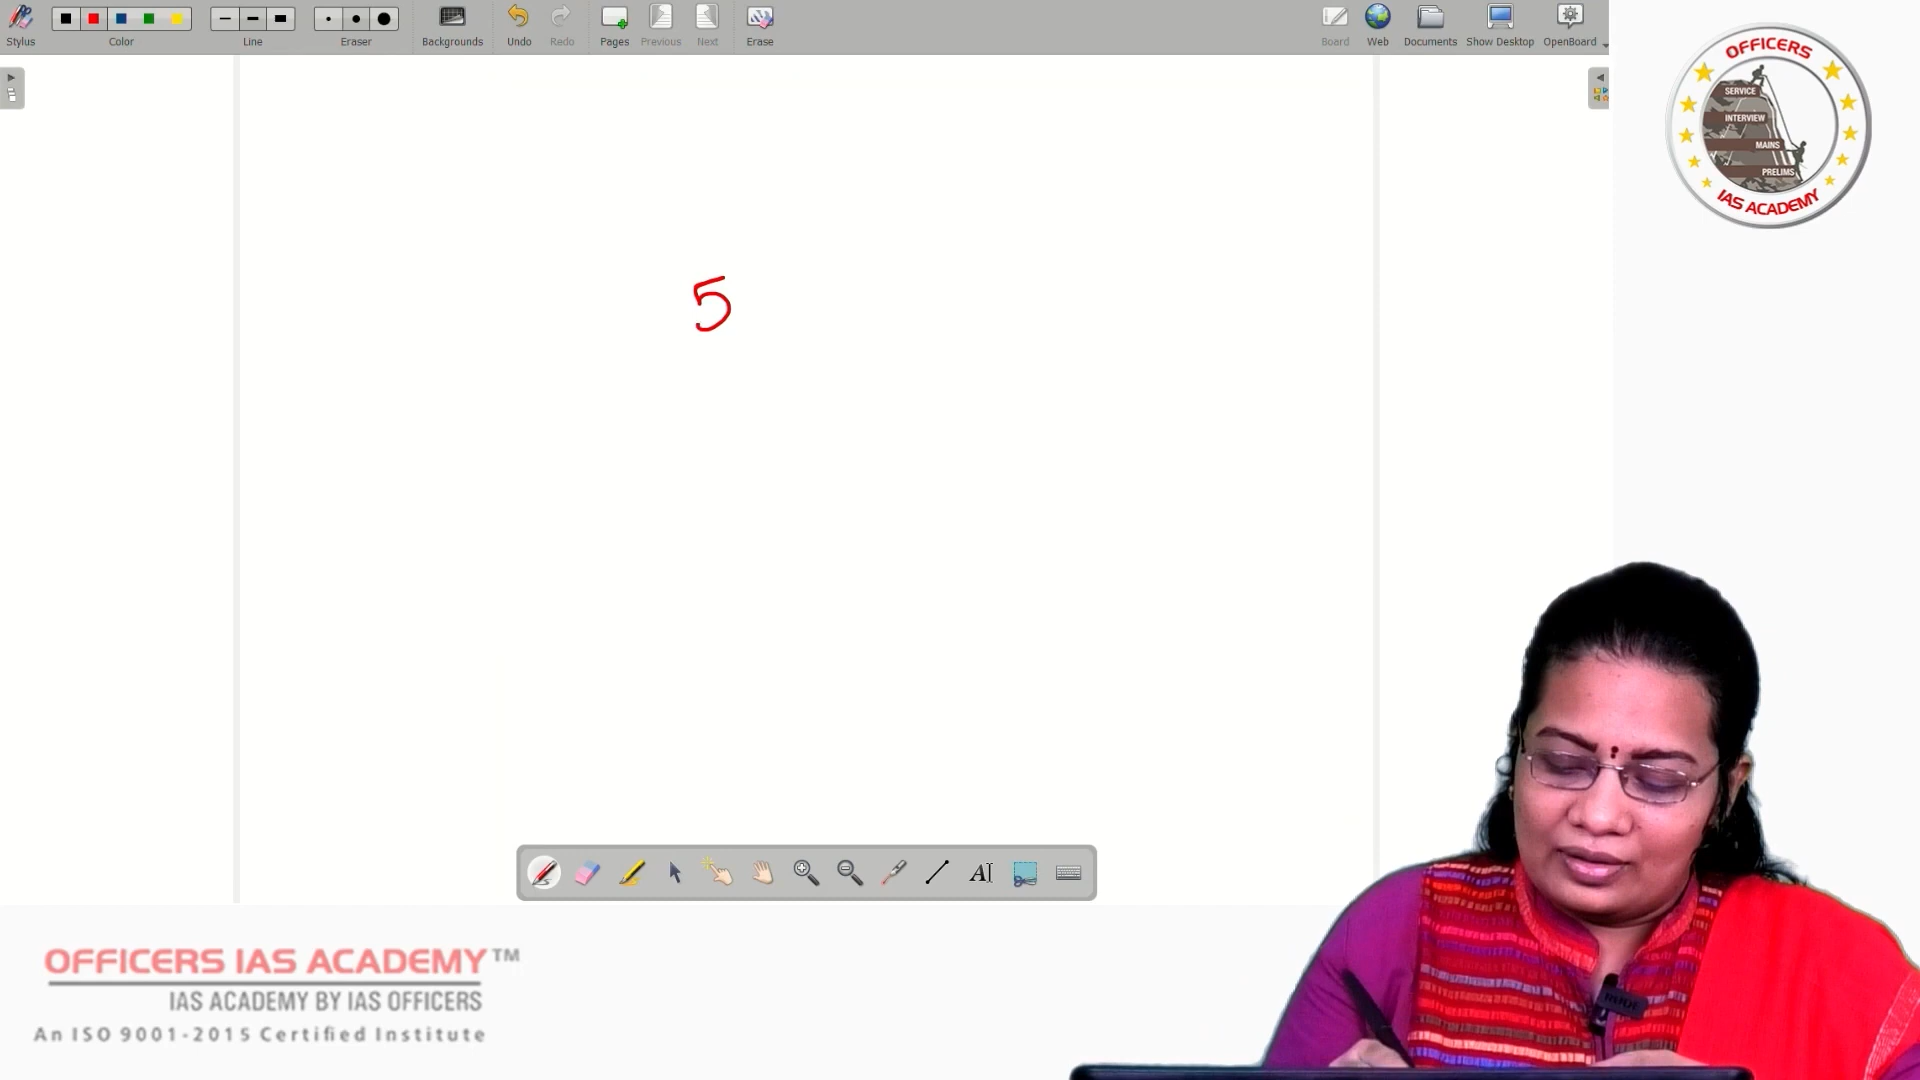 Stylus
Color
Line
Eraser
Backgrounds
Undo
Redo
Pages
Previous
Next
Erase
Board
Web
Documents
Show Desktop
OpenBoard
OFFICERS
SERVICE
INTERVIEW
MAINS
PRELIMS
IAS ACADEMY
5
OFFICERS IAS ACADEMY™
IAS ACADEMY BY IAS OFFICERS
An ISO 9001-2015 Certified Institute
RODE